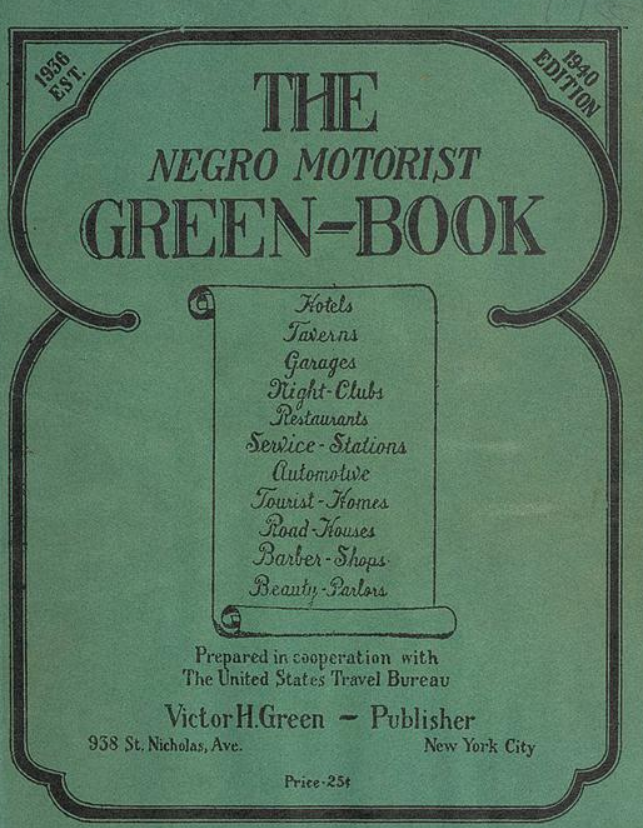 1936
EST.
1940
EDITION
THE
NEGRO MOTORIST
GREEN-BOOK
Hotels
Taverns
Garages
Night-Clubs
Restaurants
Service-Stations
Automotive
Tourist-Homes
Road-Houses
Barber-Shops
Beauty-Parlors
Prepared in cooperation with
The United States Travel Bureau
Victor H. Green - Publisher
938 St. Nicholas, Ave. New York City
Price-25¢